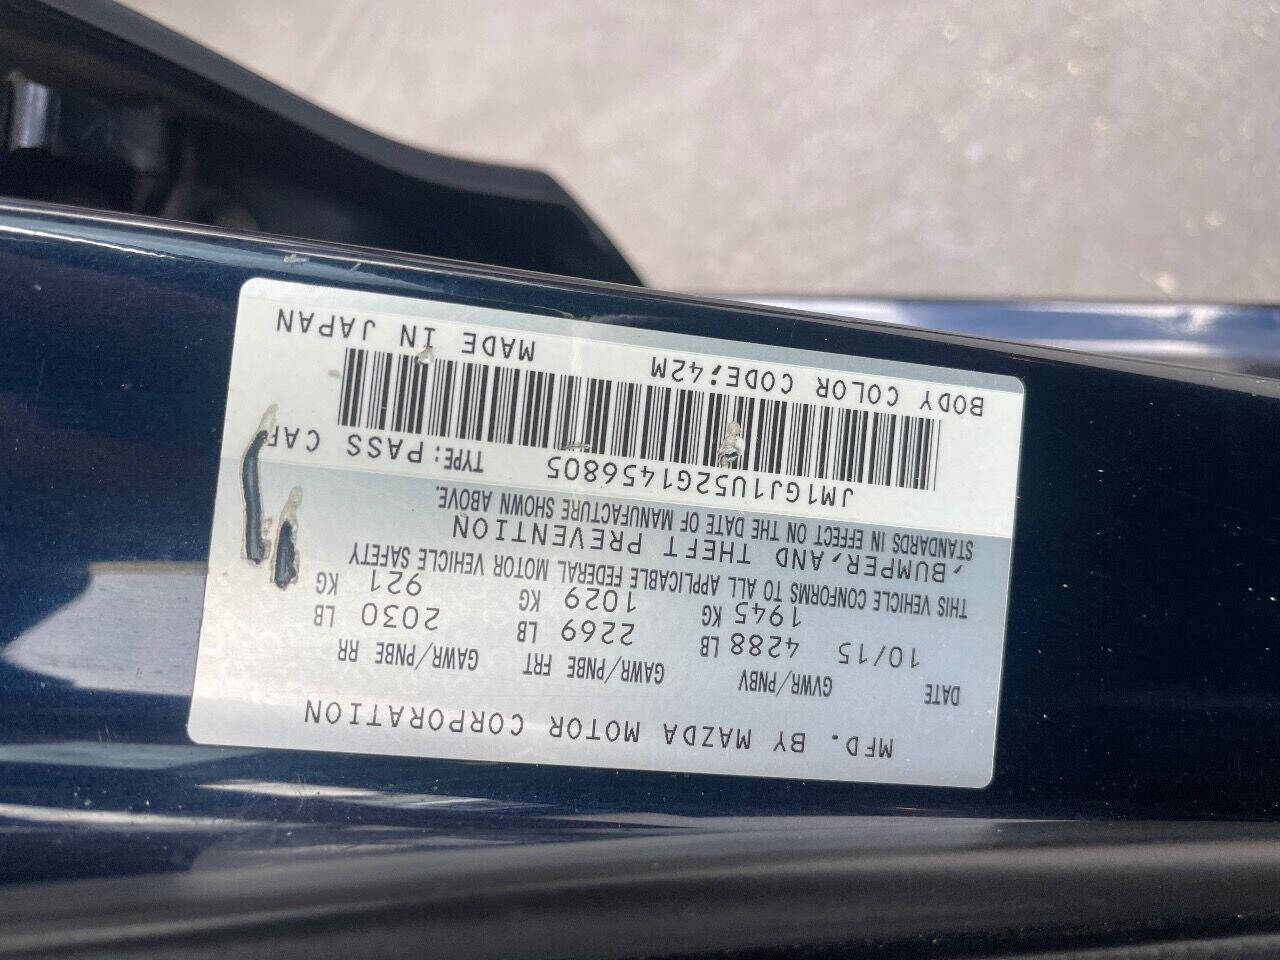 MFD. BY MAZDA MOTOR CORPORATION
DATE GVWR/PNBV GAWR/PNBE FRT GAWR/PNBE RR
10/15 4288 LB 2269 LB 2030 LB
1945 KG 1029 KG 921 KG
THIS VEHICLE CONFORMS TO ALL APPLICABLE FEDERAL MOTOR VEHICLE SAFETY
,BUMPER,AND THEFT PREVENTION
STANDARDS IN EFFECT ON THE DATE OF MANUFACTURE SHOWN ABOVE.
JM1GJ1U52G1456805 TYPE:PASS CAR
BODY COLOR CODE;42M MADE IN JAPAN